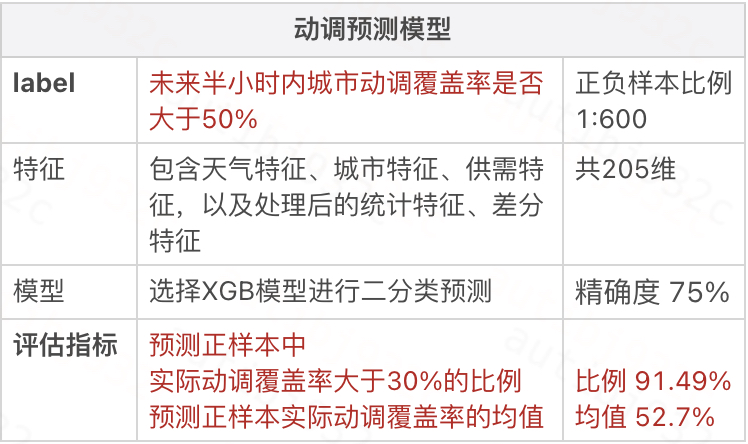 动调预测模型
label
未来半小时内城市动调覆盖率是否
大于50%
正负样本比例
1:600
特征
包含天气特征、城市特征、供需特
征，以及处理后的统计特征、差分
特征
共205维
模型
选择XGB模型进行二分类预测
精确度 75%
评估指标
预测正样本中
实际动调覆盖率大于30%的比例
预测正样本实际动调覆盖率的均值
比例 91.49%
均值 52.7%